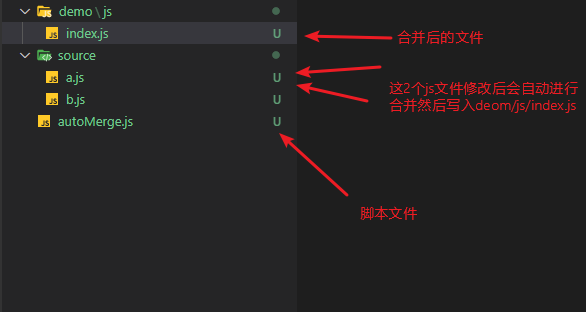 demo\js
index.js U
合并后的文件
source
a.js U
这2个js文件修改后会自动进行
b.js U
合并然后写入deom/js/index.js
autoMerge.js U
脚本文件